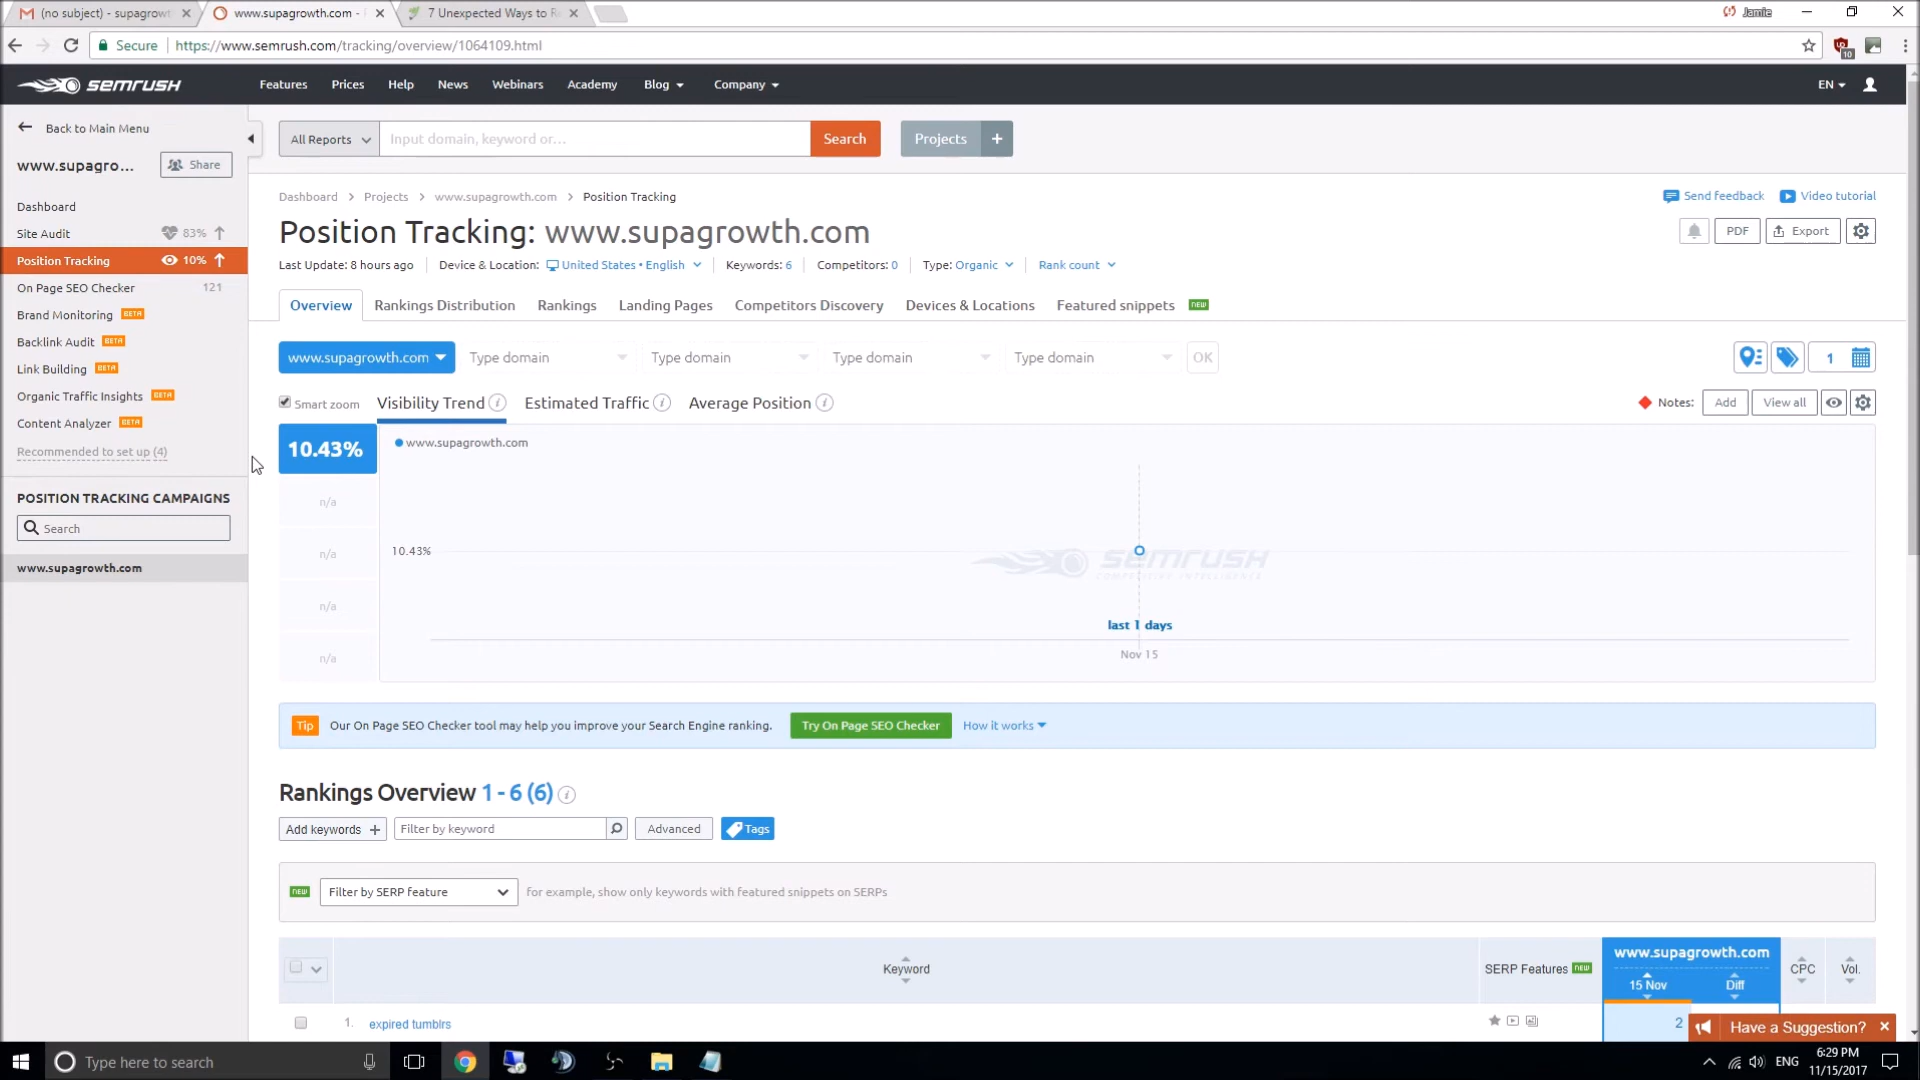 (no subject) - supagrowt
www.supagrowth.com -
7 Unexpected Ways to R
Jamie
Secure
https://www.semrush.com/tracking/overview/1064109.html
10
SEMRUSH
Features
Prices
Help
News
Webinars
Academy
Blog
Company
EN
Back to Main Menu
All Reports
Input domain, keyword or...
Search
Projects
+
www.supagro...
Share
Dashboard
Site Audit 83%
Position Tracking 10%
On Page SEO Checker 121
Brand Monitoring BETA
Backlink Audit BETA
Link Building BETA
Organic Traffic Insights BETA
Content Analyzer BETA
Recommended to set up (4)
POSITION TRACKING CAMPAIGNS
Search
www.supagrowth.com
Dashboard > Projects > www.supagrowth.com > Position Tracking
Send feedback
Video tutorial
Position Tracking: www.supagrowth.com
PDF
Export
Last Update: 8 hours ago
Device & Location: United States • English
Keywords: 6
Competitors: 0
Type: Organic
Rank count
Overview
Rankings Distribution
Rankings
Landing Pages
Competitors Discovery
Devices & Locations
Featured snippets NEW
www.supagrowth.com
Type domain
Type domain
Type domain
Type domain
OK
1
Smart zoom
Visibility Trend
Estimated Traffic
Average Position
Notes:
Add
View all
10.43%
n/a
n/a
n/a
n/a
www.supagrowth.com
10.43%
SEMRUSH
COMPETITIVE INTELLIGENCE
last 1 days
Nov 15
Tip
Our On Page SEO Checker tool may help you improve your Search Engine ranking.
Try On Page SEO Checker
How it works
Rankings Overview 1 - 6 (6)
Add keywords +
Filter by keyword
Advanced
Tags
NEW
Filter by SERP feature
for example, show only keywords with featured snippets on SERPs
Keyword
SERP Features NEW
www.supagrowth.com
15 Nov
Diff
CPC
Vol.
1. expired tumblrs
2
Have a Suggestion?
Type here to search
ENG
6:29 PM
11/15/2017